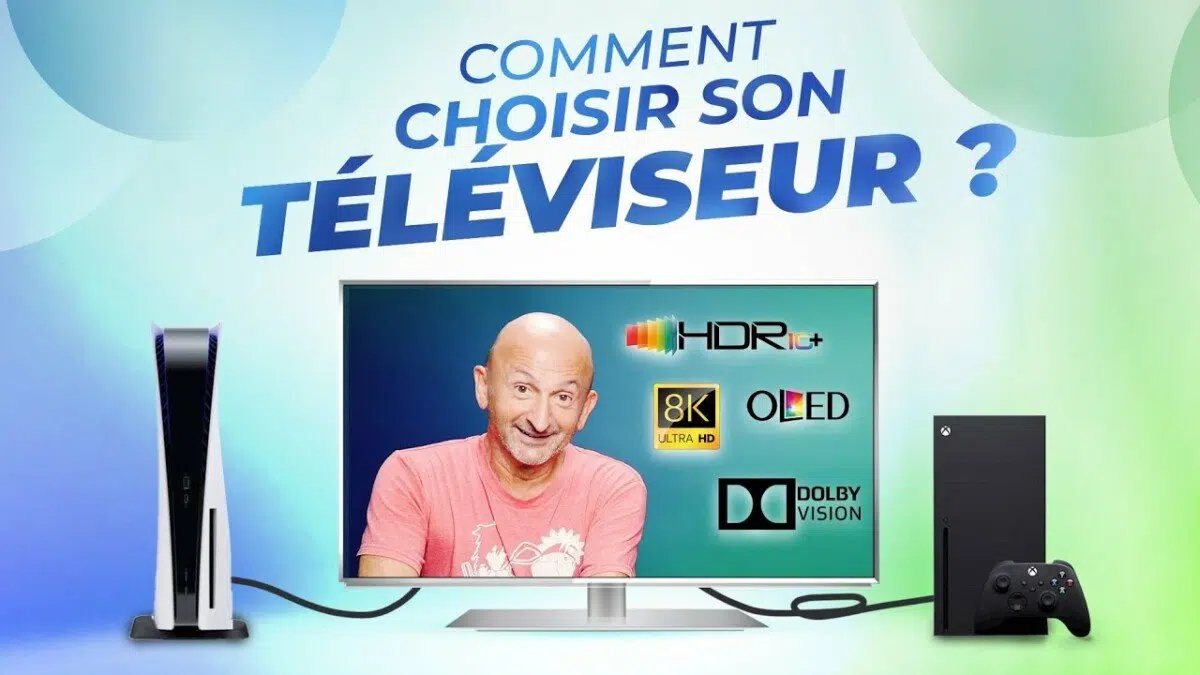 COMMENT
CHOISIR SON
TÉLÉVISEUR ?
HDR10+
8K
ULTRA HD
OLED
DOLBY
VISION